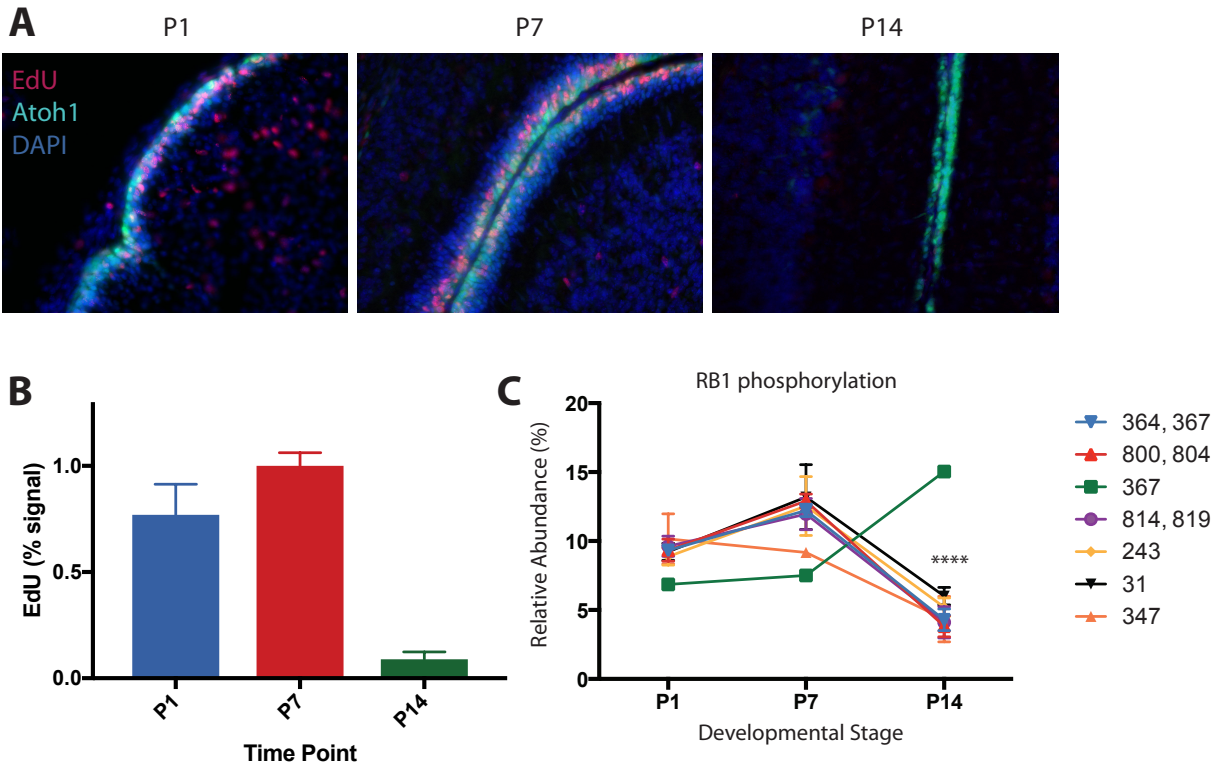 A
P1
P7
P14
EdU
Atoh1
DAPI
B
EdU (% signal)
1.0
0.5
0.0
P1
P7
P14
Time Point
C
RB1 phosphorylation
Relative Abundance (%)
20
15
10
5
0
****
P1
P7
P14
Developmental Stage
364, 367
800, 804
367
814, 819
243
31
347